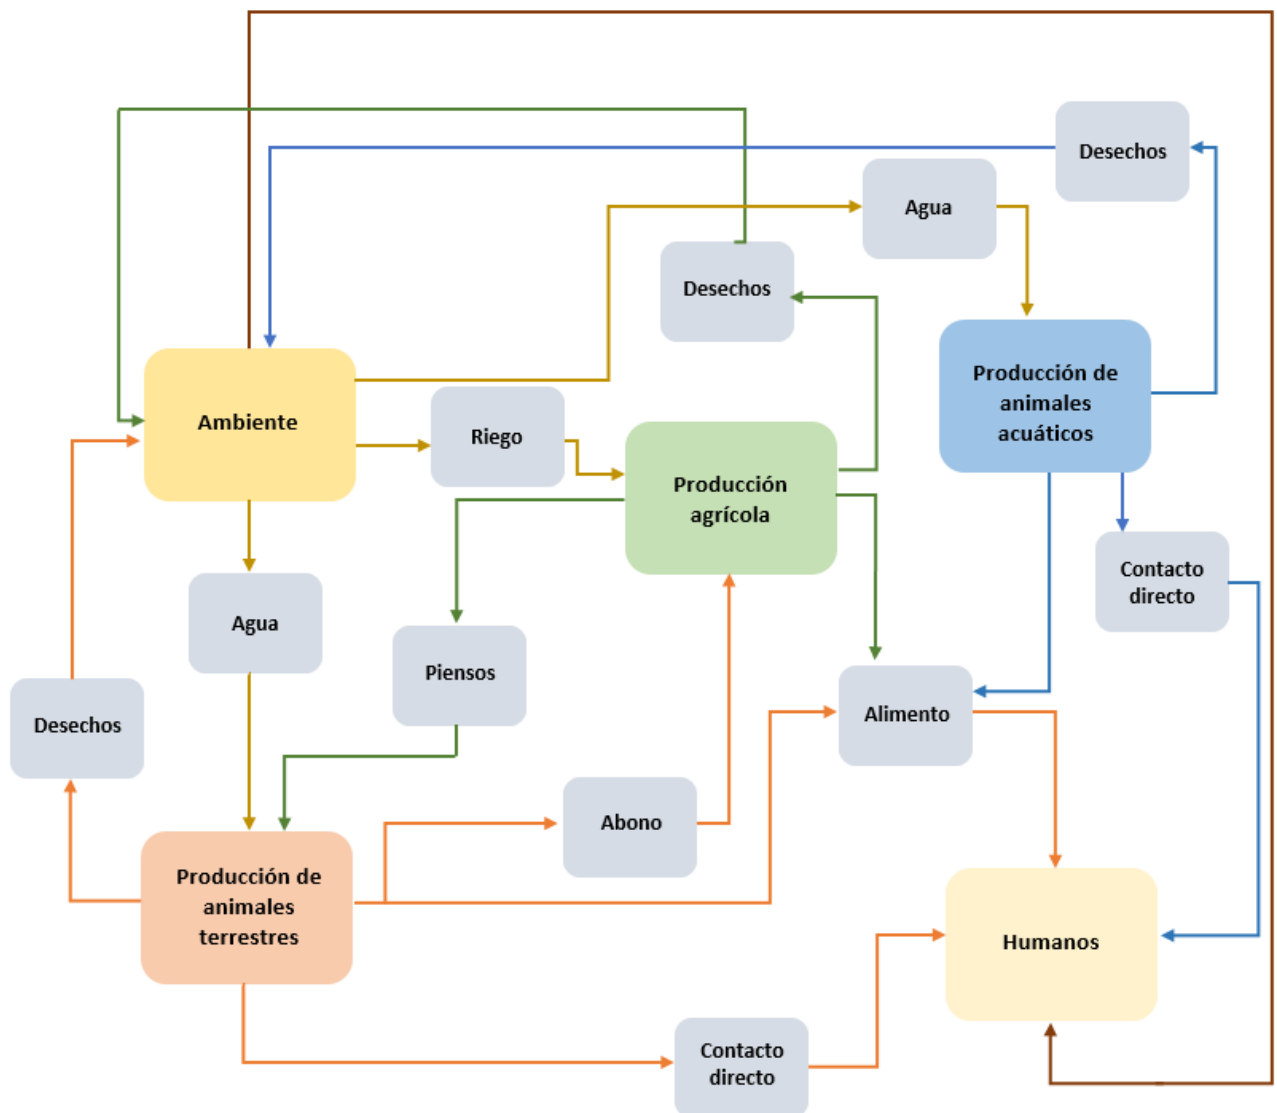 Desechos
Agua
Desechos
Producción de
animales
acuáticos
Ambiente
Riego
Producción
agrícola
Contacto
directo
Agua
Piensos
Desechos
Alimento
Abono
Producción de
animales
terrestres
Humanos
Contacto
directo